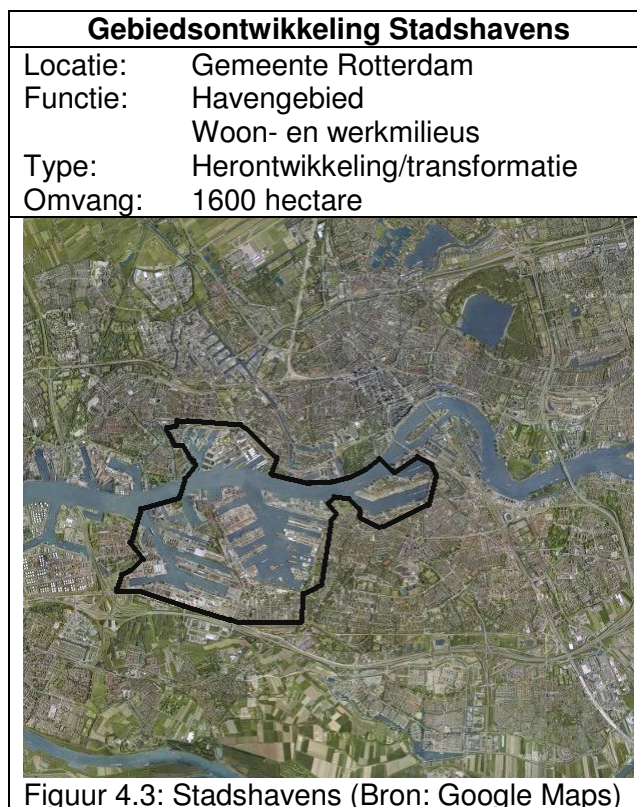 Gebiedsontwikkeling Stadshavens
Locatie: Gemeente Rotterdam
Functie: Havengebied
Woon- en werkmilieus
Type: Herontwikkeling/transformatie
Omvang: 1600 hectare
Figuur 4.3: Stadshavens (Bron: Google Maps)